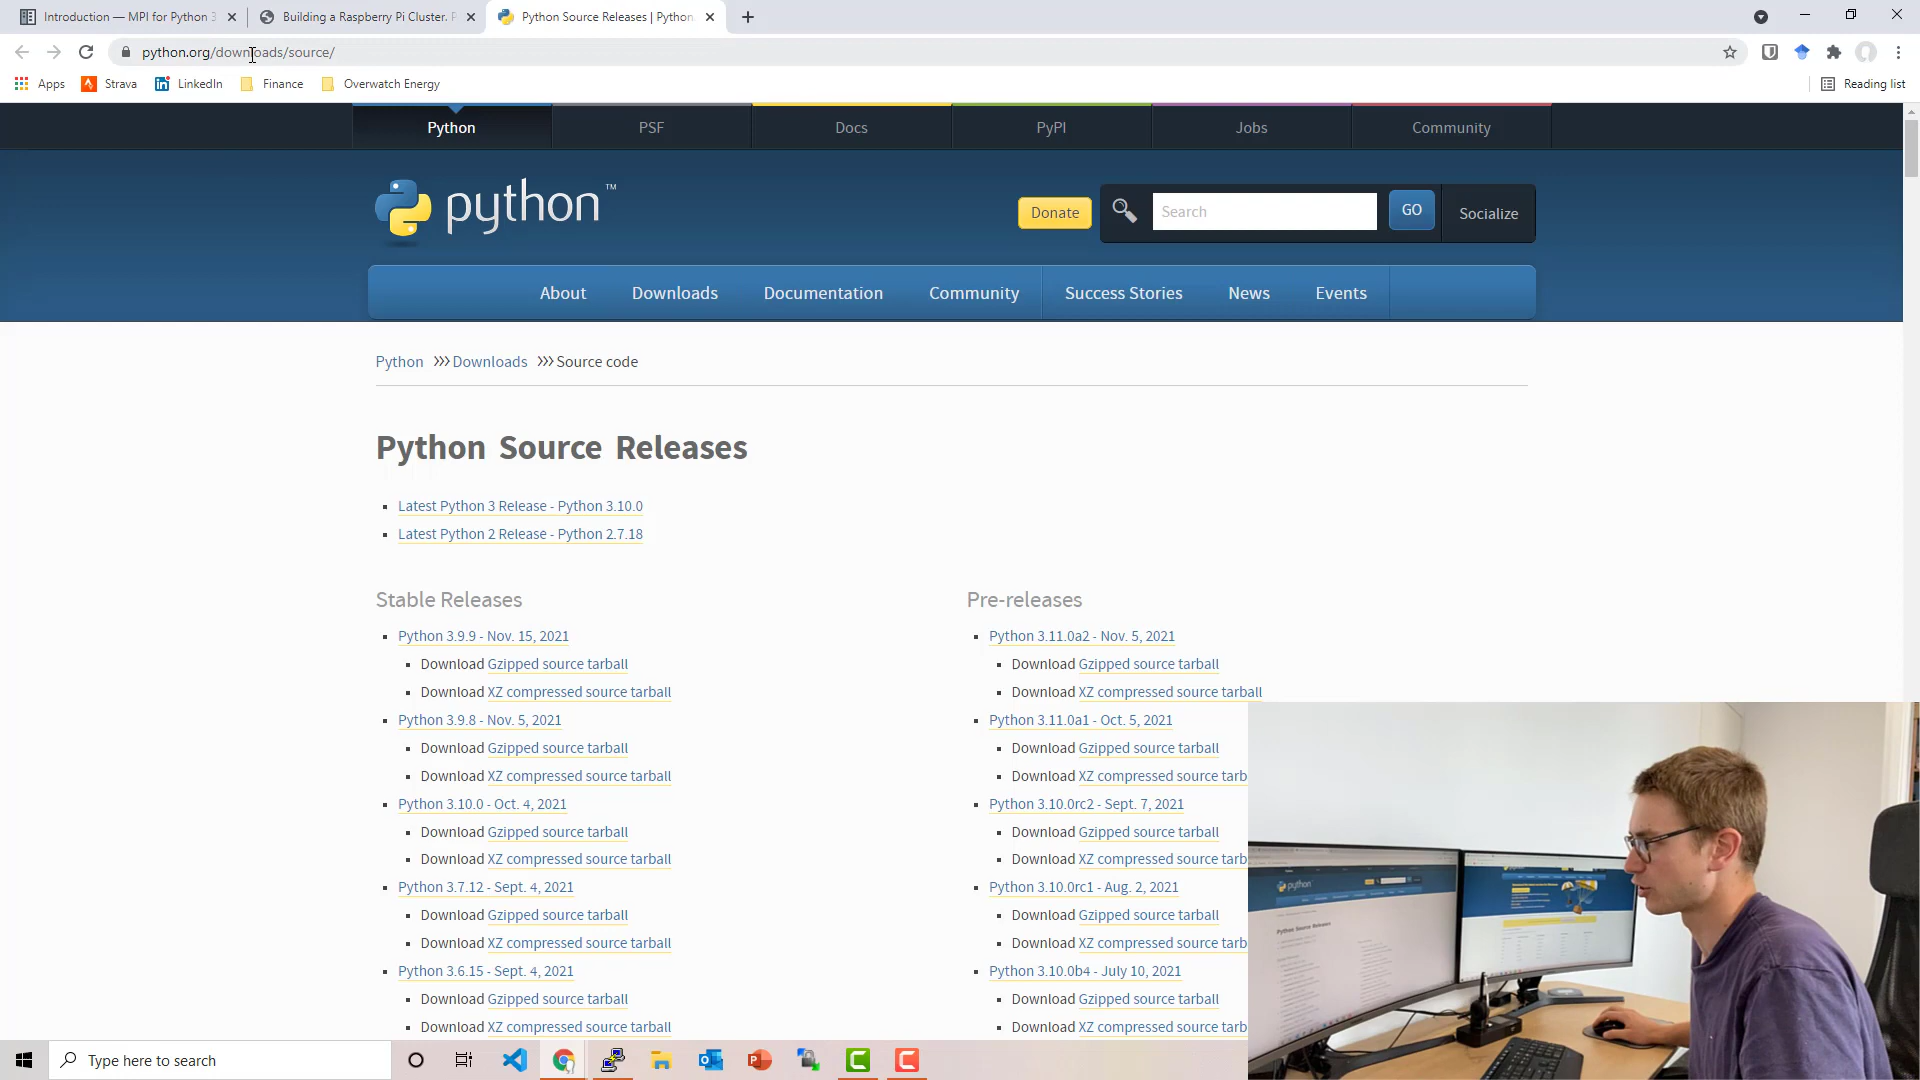 Introduction — MPI for Python 3
Building a Raspberry Pi Cluster. P
Python Source Releases | Python.
python.org/downloads/source/
Apps
Strava
LinkedIn
Finance
Overwatch Energy
Reading list
Python
PSF
Docs
PyPI
Jobs
Community
python™
Donate
Search
GO
Socialize
About
Downloads
Documentation
Community
Success Stories
News
Events
Python >>> Downloads >>> Source code
Python Source Releases
Latest Python 3 Release - Python 3.10.0
Latest Python 2 Release - Python 2.7.18
Stable Releases
Python 3.9.9 - Nov. 15, 2021
Download Gzipped source tarball
Download XZ compressed source tarball
Python 3.9.8 - Nov. 5, 2021
Download Gzipped source tarball
Download XZ compressed source tarball
Python 3.10.0 - Oct. 4, 2021
Download Gzipped source tarball
Download XZ compressed source tarball
Python 3.7.12 - Sept. 4, 2021
Download Gzipped source tarball
Download XZ compressed source tarball
Python 3.6.15 - Sept. 4, 2021
Download Gzipped source tarball
Download XZ compressed source tarball
Pre-releases
Python 3.11.0a2 - Nov. 5, 2021
Download Gzipped source tarball
Download XZ compressed source tarball
Python 3.11.0a1 - Oct. 5, 2021
Download Gzipped source tarball
Download XZ compressed source tarb
Python 3.10.0rc2 - Sept. 7, 2021
Download Gzipped source tarball
Download XZ compressed source tarb
Python 3.10.0rc1 - Aug. 2, 2021
Download Gzipped source tarball
Download XZ compressed source tarb
Python 3.10.0b4 - July 10, 2021
Download Gzipped source tarball
Download XZ compressed source tarb
python
Python Source Releases
Type here to search